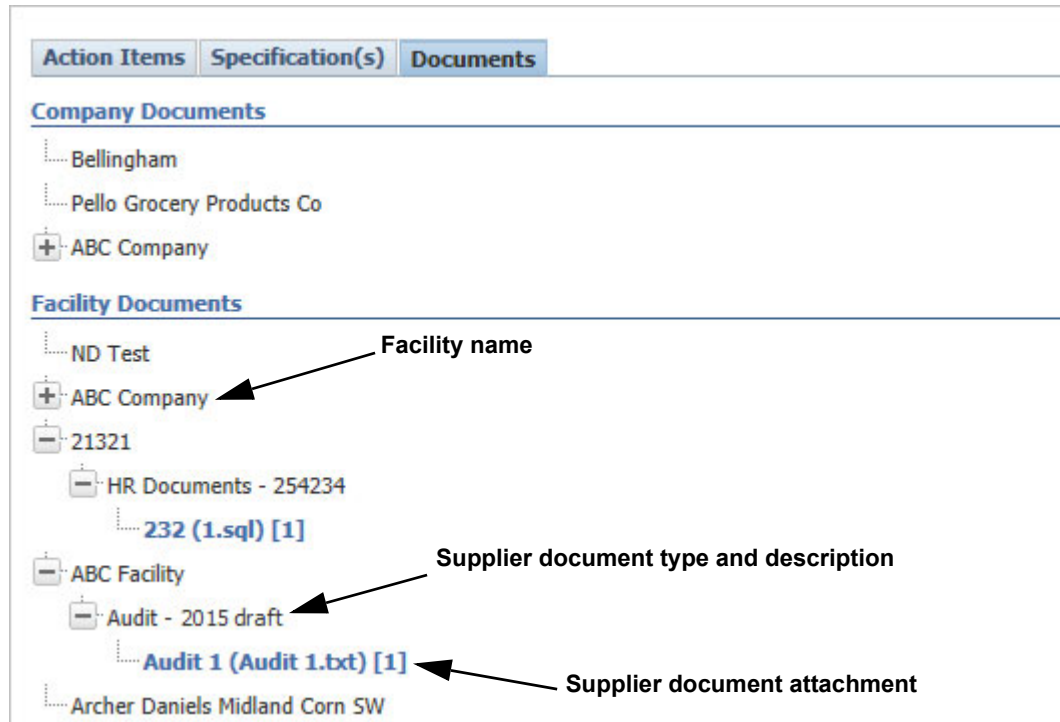 Action Items Specification(s) Documents
Company Documents
Bellingham
Pello Grocery Products Co
ABC Company
Facility Documents
ND Test
Facility name
ABC Company
21321
HR Documents - 254234
232 (1.sql) [1]
Supplier document type and description
ABC Facility
Audit - 2015 draft
Audit 1 (Audit 1.txt) [1]
Supplier document attachment
Archer Daniels Midland Corn SW